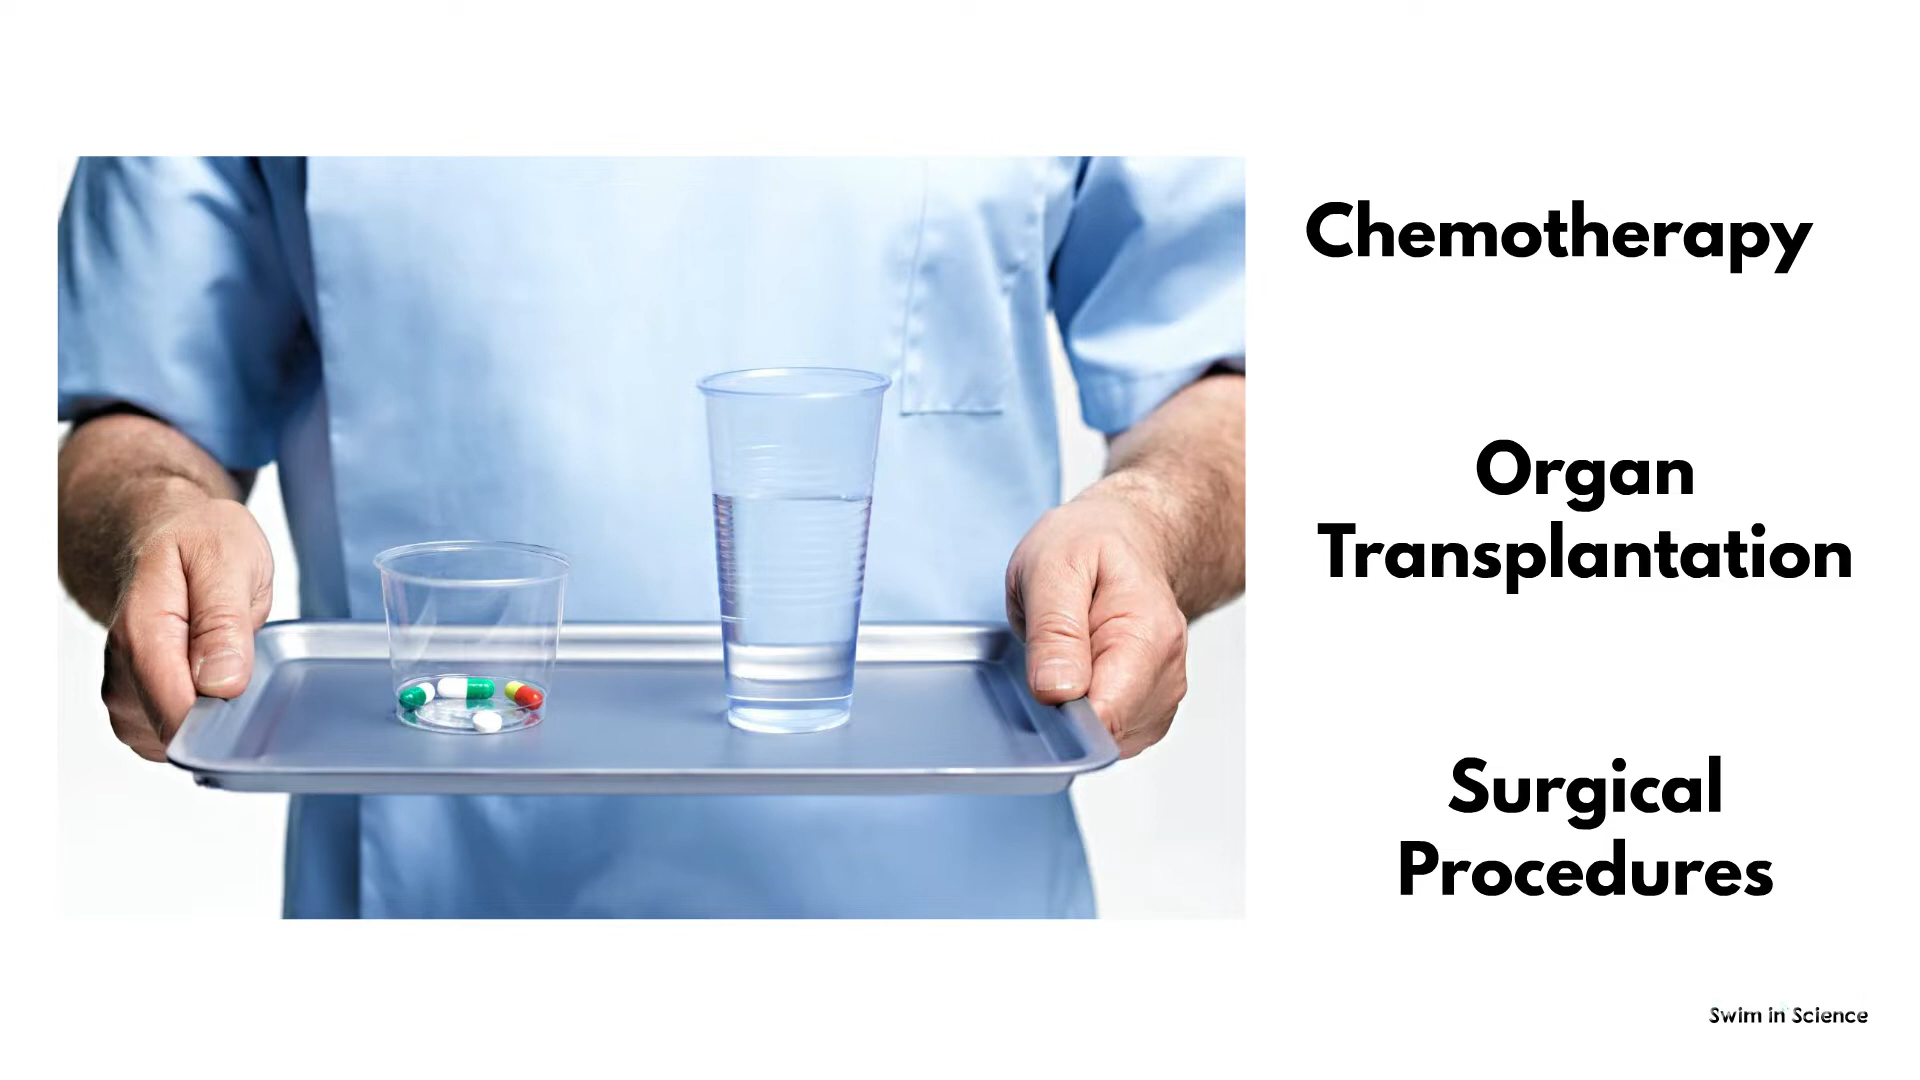 Chemotherapy
Organ
Transplantation
Surgical
Procedures
Swim in Science